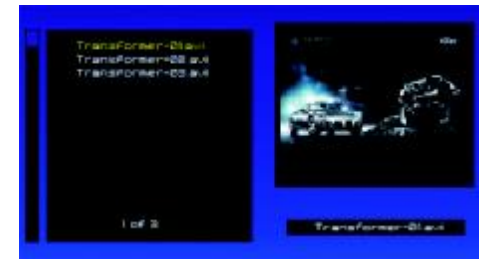 Transformer-01.avi
Transformer-02.avi
Transformer-03.avi
1 of 3
Transformer-01.avi